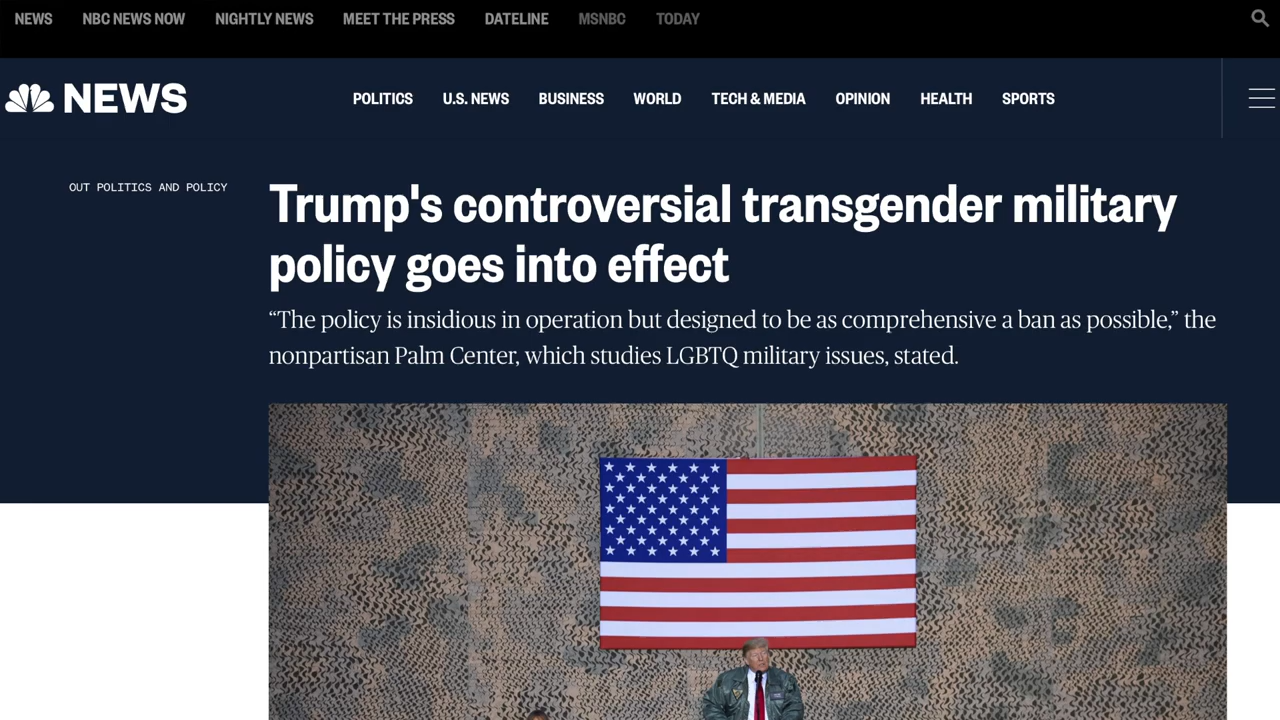 NEWS NBC NEWS NOW NIGHTLY NEWS MEET THE PRESS DATELINE MSNBC TODAY
NEWS POLITICS U.S. NEWS BUSINESS WORLD TECH & MEDIA OPINION HEALTH SPORTS
OUT POLITICS AND POLICY
Trump's controversial transgender military
policy goes into effect
“The policy is insidious in operation but designed to be as comprehensive a ban as possible,” the
nonpartisan Palm Center, which studies LGBTQ military issues, stated.